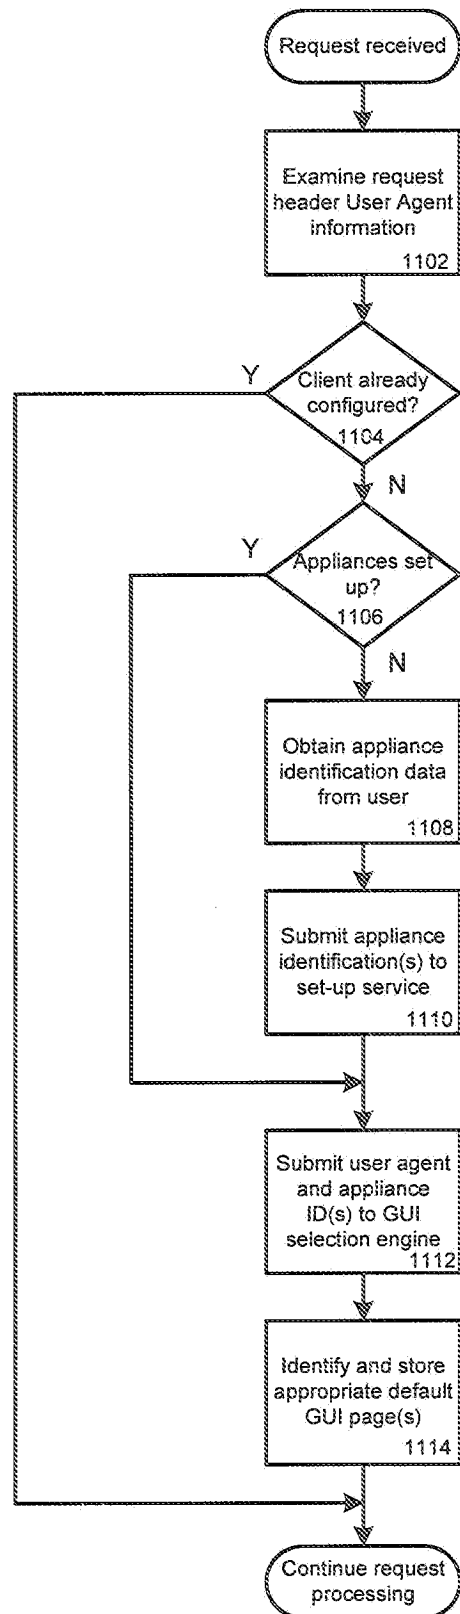 Request received
Examine request
header User Agent
information
1102
Y
Client already
configured?
1104
N
Y
Appliances set
up?
1106
N
Obtain appliance
identification data
from user
1108
Submit appliance
identification(s) to
set-up service
1110
Submit user agent
and appliance
ID(s) to GUI
selection engine
1112
Identify and store
appropriate default
GUI page(s)
1114
Continue request
processing